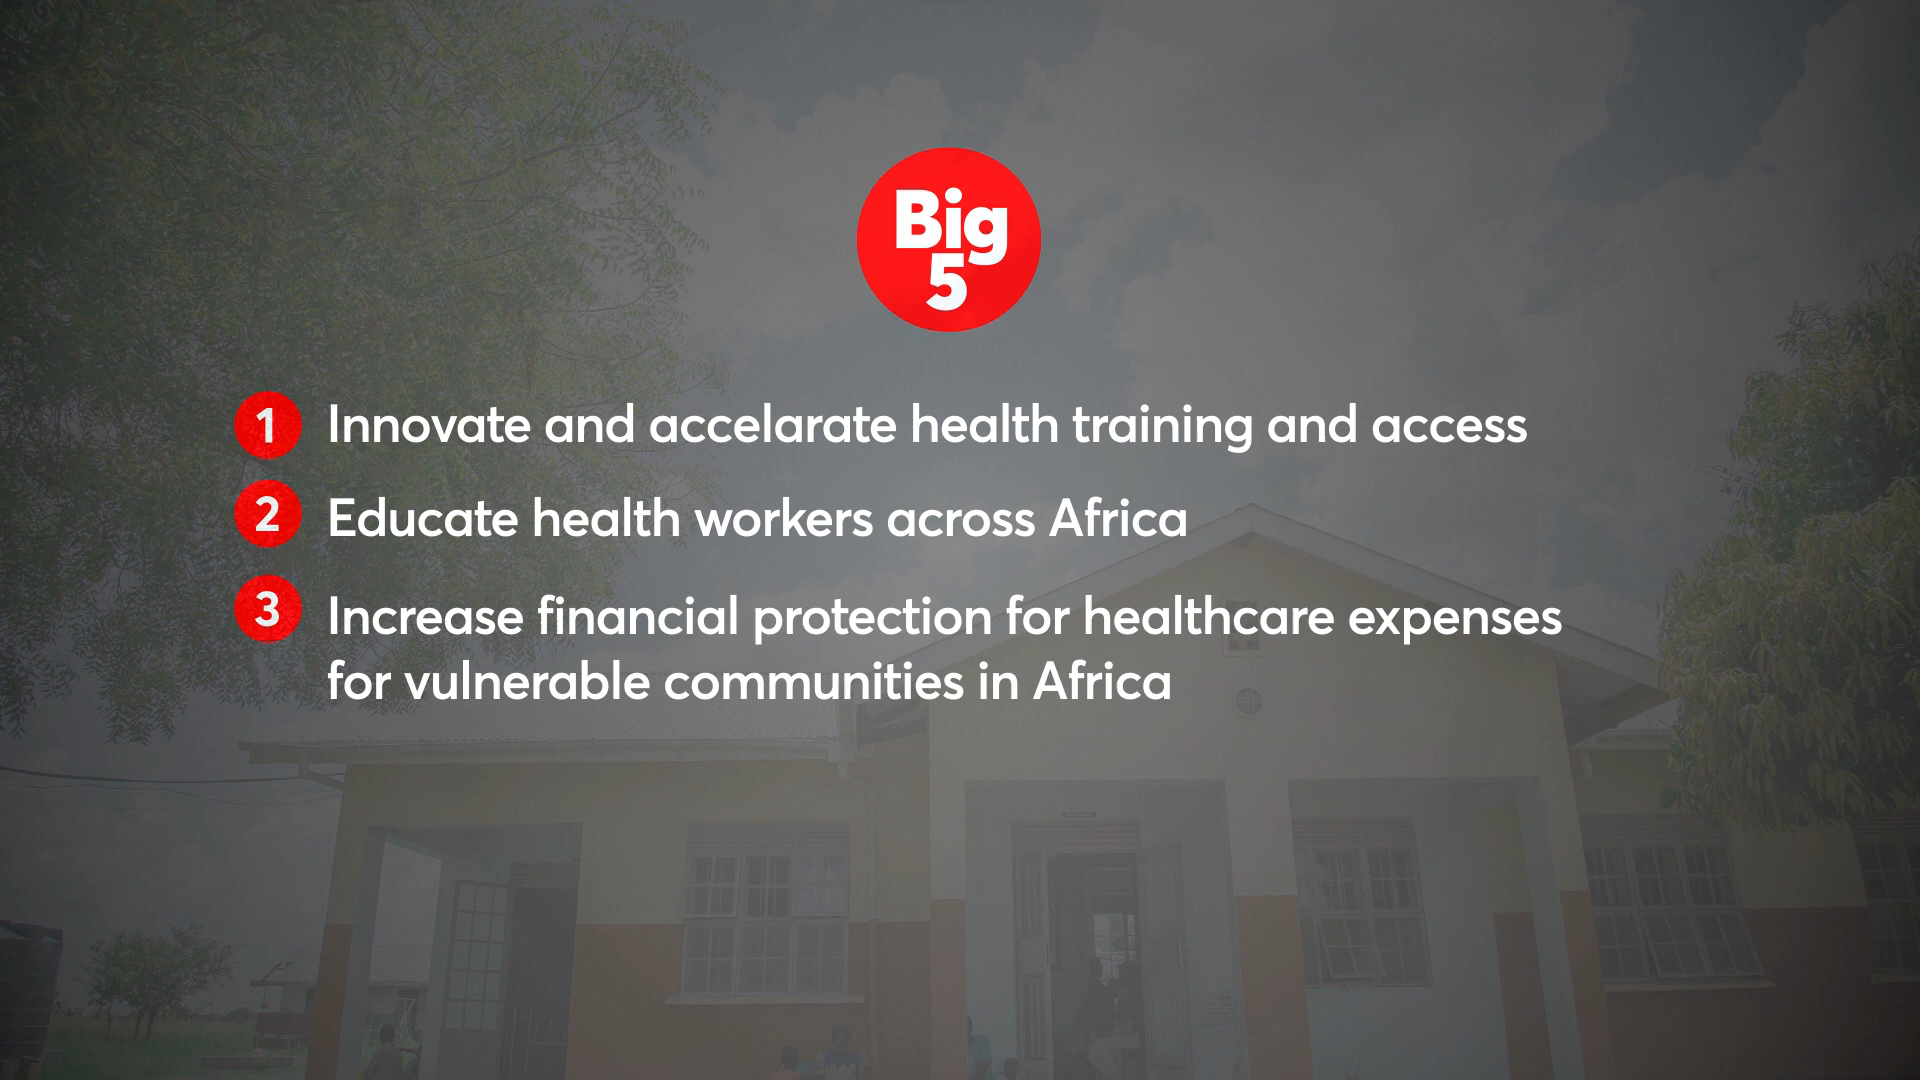 Big
5
1 Innovate and accelarate health training and access
2 Educate health workers across Africa
3 Increase financial protection for healthcare expenses
for vulnerable communities in Africa